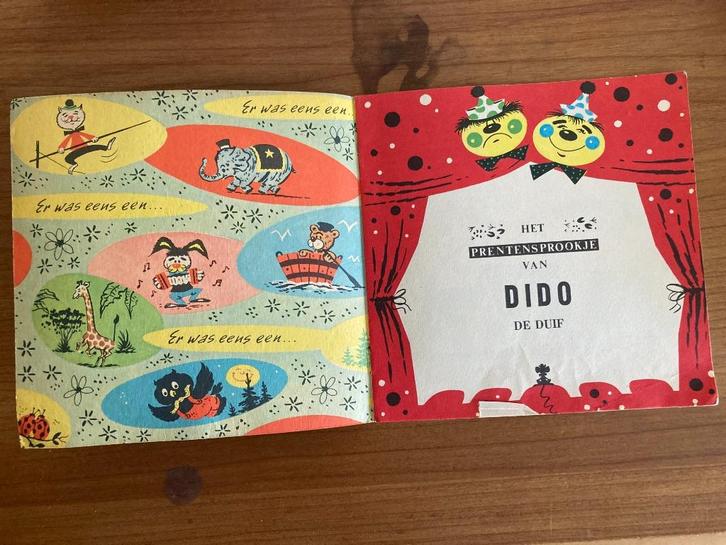 Er was eens een.
Er was eens een...
Er was eens een...
HET
PRENTENSPROOKJE
VAN
DIDO
DE DUIF